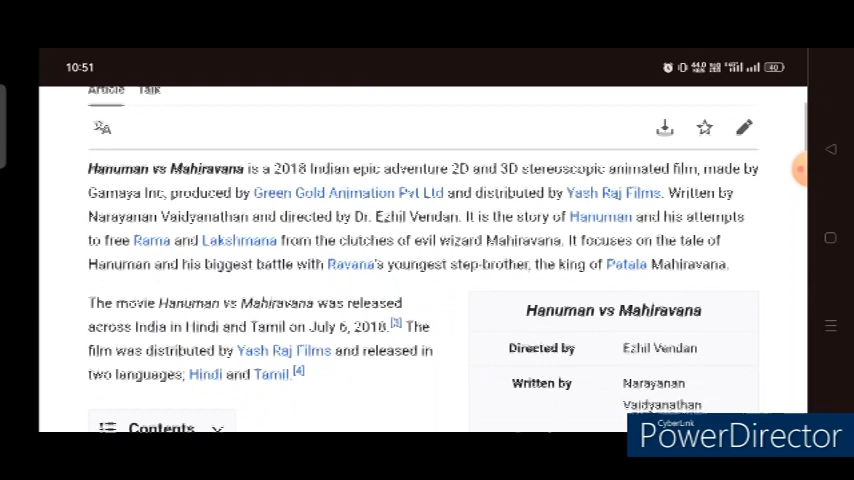 10:51
44.0
40
Article Talk
Hanuman vs Mahiravana is a 2018 Indian epic adventure 2D and 3D stereoscopic animated film, made by
Gamaya Inc, produced by Green Gold Animation Pvt Ltd and distributed by Yash Raj Films. Written by
Narayanan Vaidyanathan and directed by Dr. Ezhil Vendan. It is the story of Hanuman and his attempts
to free Rama and Lakshmana from the clutches of evil wizard Mahiravana. It focuses on the tale of
Hanuman and his biggest battle with Ravana's youngest step-brother, the king of Patala Mahiravana.
The movie Hanuman vs Mahiravana was released
across India in Hindi and Tamil on July 6, 2018.[3] The
film was distributed by Yash Raj Films and released in
two languages; Hindi and Tamil.[4]
Contents
Hanuman vs Mahiravana
Directed by Ezhil Vendan
Written by Narayanan
Vaidyanathan
CyberLink
PowerDirector